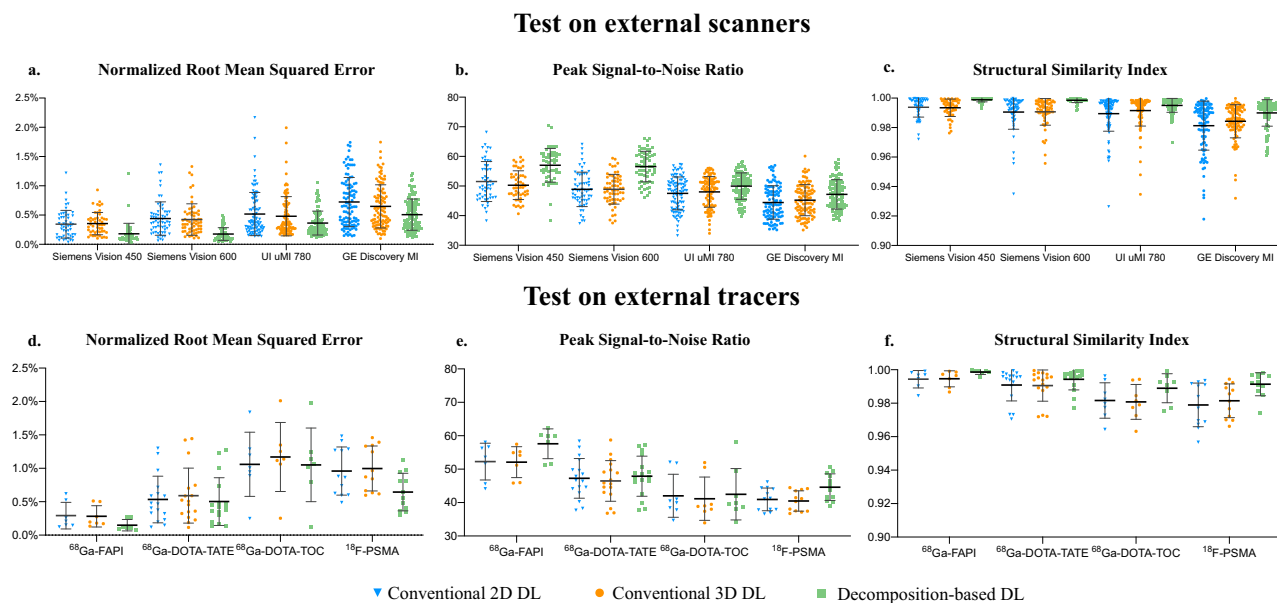 Test on external scanners
a. Normalized Root Mean Squared Error
2.5%
2.0%
1.5%
1.0%
0.5%
0.0%
Siemens Vision 450 Siemens Vision 600 UI uMI 780 GE Discovery MI
b. Peak Signal-to-Noise Ratio
80
70
60
50
40
30
Siemens Vision 450 Siemens Vision 600 UI uMI 780 GE Discovery MI
c. Structural Similarity Index
1.00
0.98
0.96
0.94
0.92
0.90
Siemens Vision 450 Siemens Vision 600 UI uMI 780 GE Discovery MI
Test on external tracers
d. Normalized Root Mean Squared Error
2.5%
2.0%
1.5%
1.0%
0.5%
0.0%
⁶⁸Ga-FAPI ⁶⁸Ga-DOTA-TATE ⁶⁸Ga-DOTA-TOC ¹⁸F-PSMA
e. Peak Signal-to-Noise Ratio
80
70
60
50
40
30
⁶⁸Ga-FAPI ⁶⁸Ga-DOTA-TATE ⁶⁸Ga-DOTA-TOC ¹⁸F-PSMA
f. Structural Similarity Index
1.00
0.98
0.96
0.94
0.92
0.90
⁶⁸Ga-FAPI ⁶⁸Ga-DOTA-TATE ⁶⁸Ga-DOTA-TOC ¹⁸F-PSMA
Conventional 2D DL Conventional 3D DL Decomposition-based DL